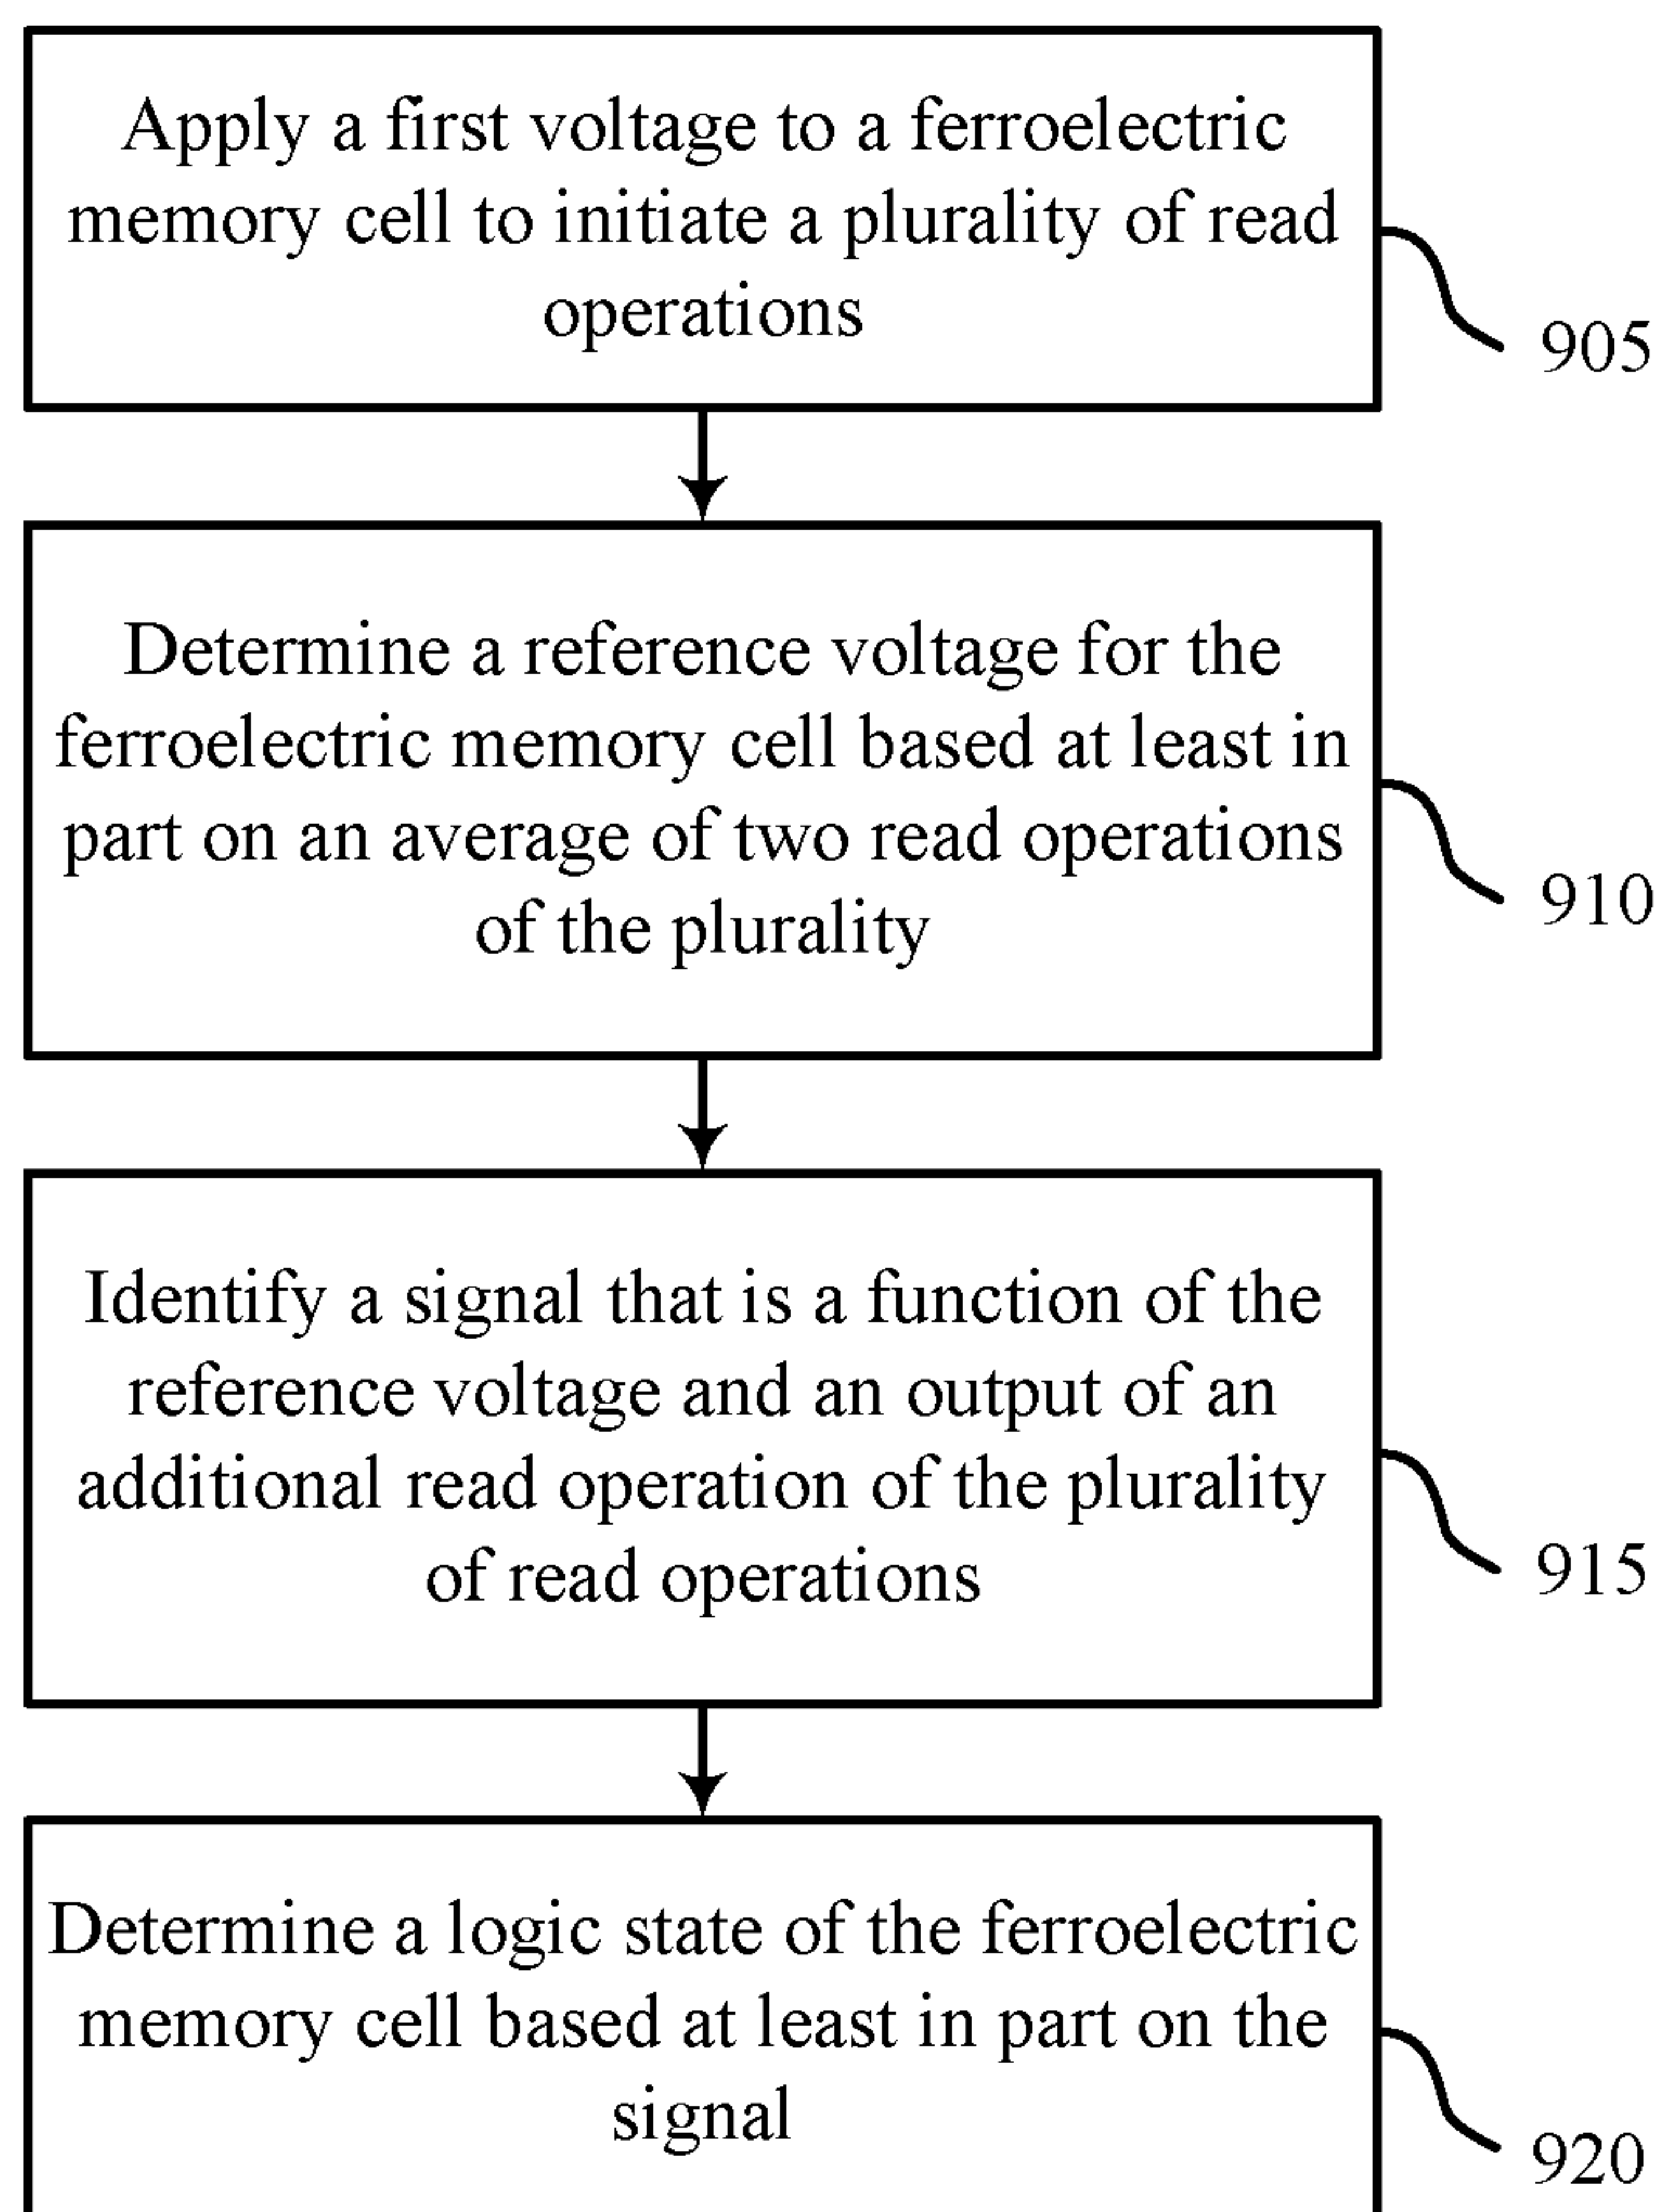 Apply a first voltage to a ferroelectric
memory cell to initiate a plurality of read
operations
905
Determine a reference voltage for the
ferroelectric memory cell based at least in
part on an average of two read operations
of the plurality
910
Identify a signal that is a function of the
reference voltage and an output of an
additional read operation of the plurality
of read operations
915
Determine a logic state of the ferroelectric
memory cell based at least in part on the
signal
920